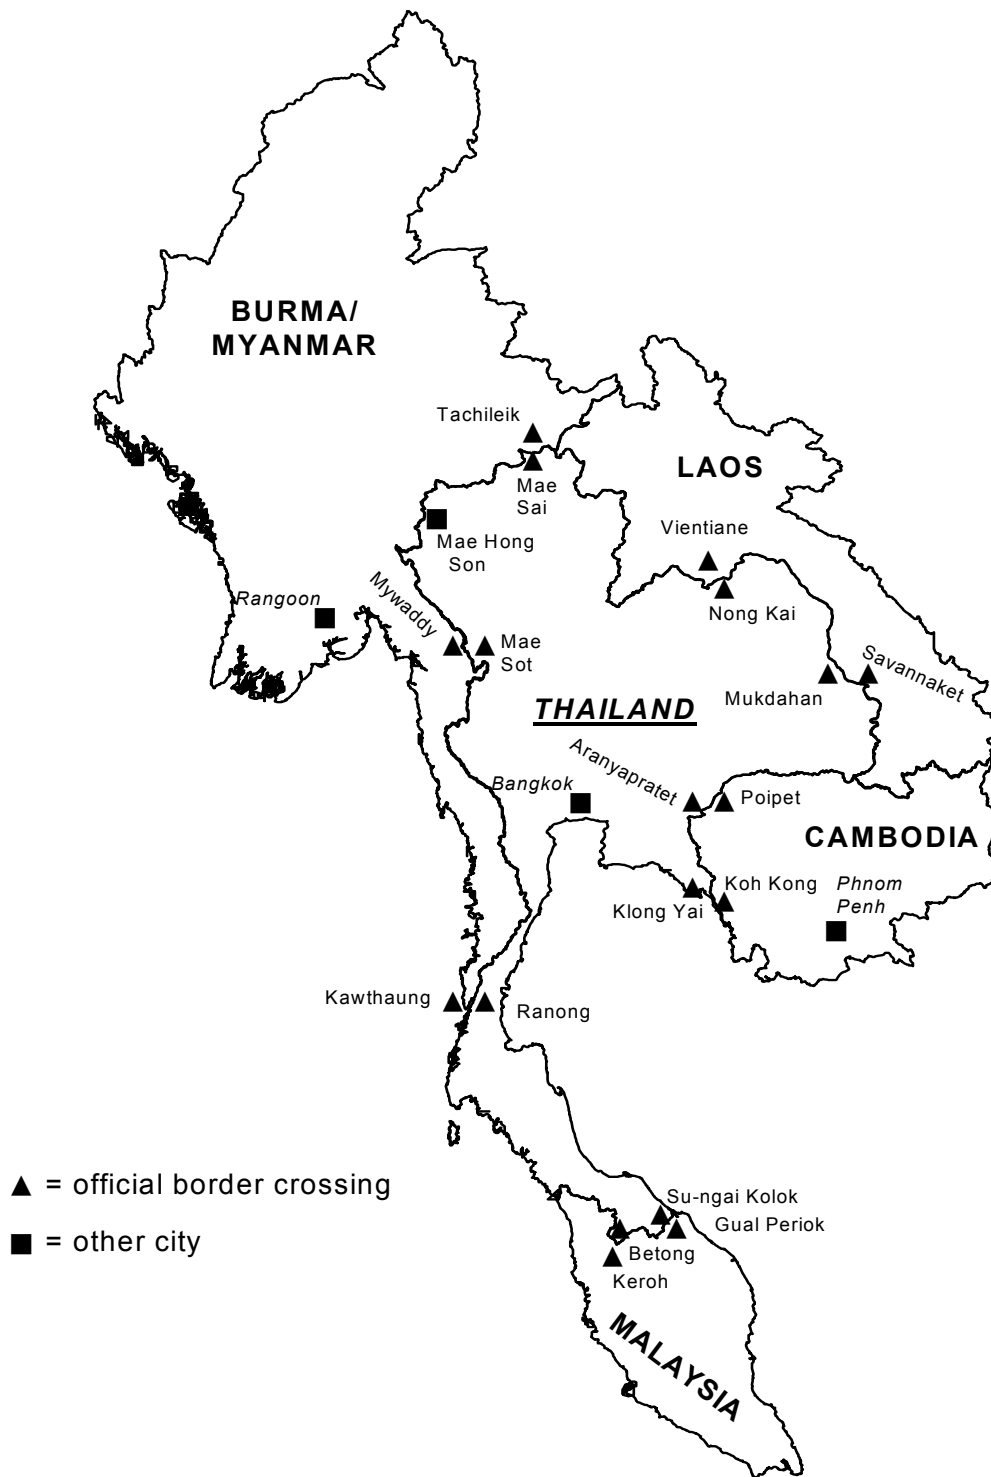 BURMA/
MYANMAR
Tachileik
LAOS
Mae
Sai
Vientiane
Mae Hong
Son
Mywaddy
Rangoon
Nong Kai
Mae
Sot
Savannaket
Mukdahan
THAILAND
Aranyapratet
Bangkok
Poipet
CAMBODIA
Koh Kong
Phnom
Penh
Klong Yai
Kawthaung
Ranong
▲ = official border crossing
Su-ngai Kolok
Gual Periok
■ = other city
Betong
Keroh
MALAYSIA